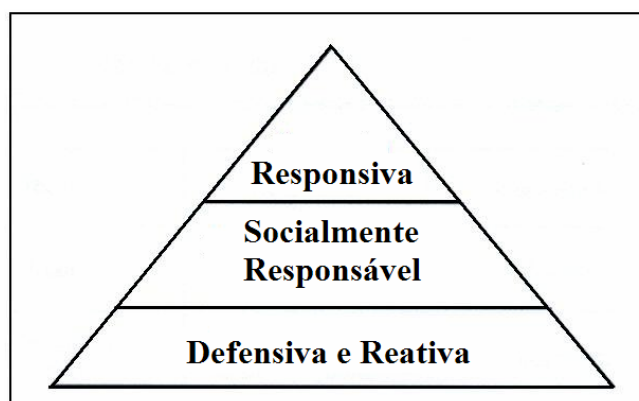 Responsiva
Socialmente
Responsável
Defensiva e Reativa